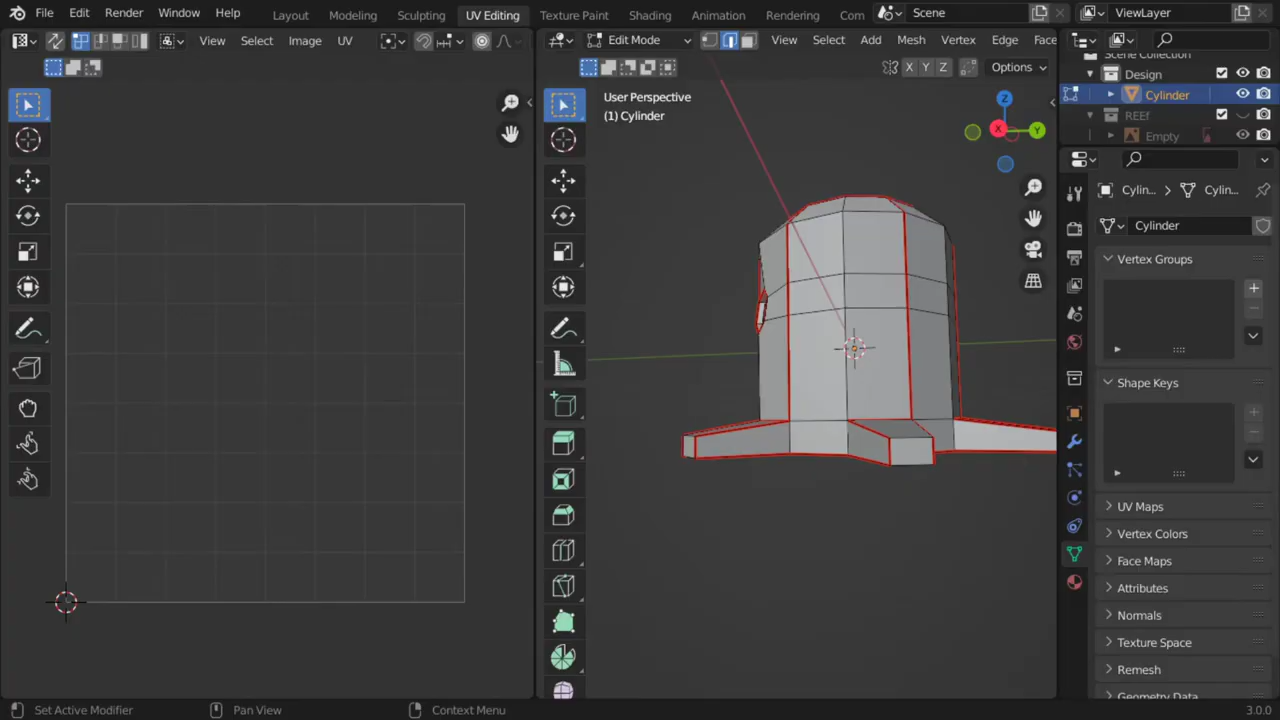 File Edit Render Window Help Layout Modeling Sculpting UV Editing Texture Paint Shading Animation Rendering Com Scene ViewLayer
View Select Image UV
Edit Mode View Select Add Mesh Vertex Edge Face
X Y Z Options
User Perspective
(1) Cylinder
Z
X
Y
Scene Collection
Design
Cylinder
REEf
Empty
Cylin... > Cylin...
Cylinder
Vertex Groups
Shape Keys
UV Maps
Vertex Colors
Face Maps
Attributes
Normals
Texture Space
Remesh
Geometry Data
Set Active Modifier Pan View Context Menu 3.0.0